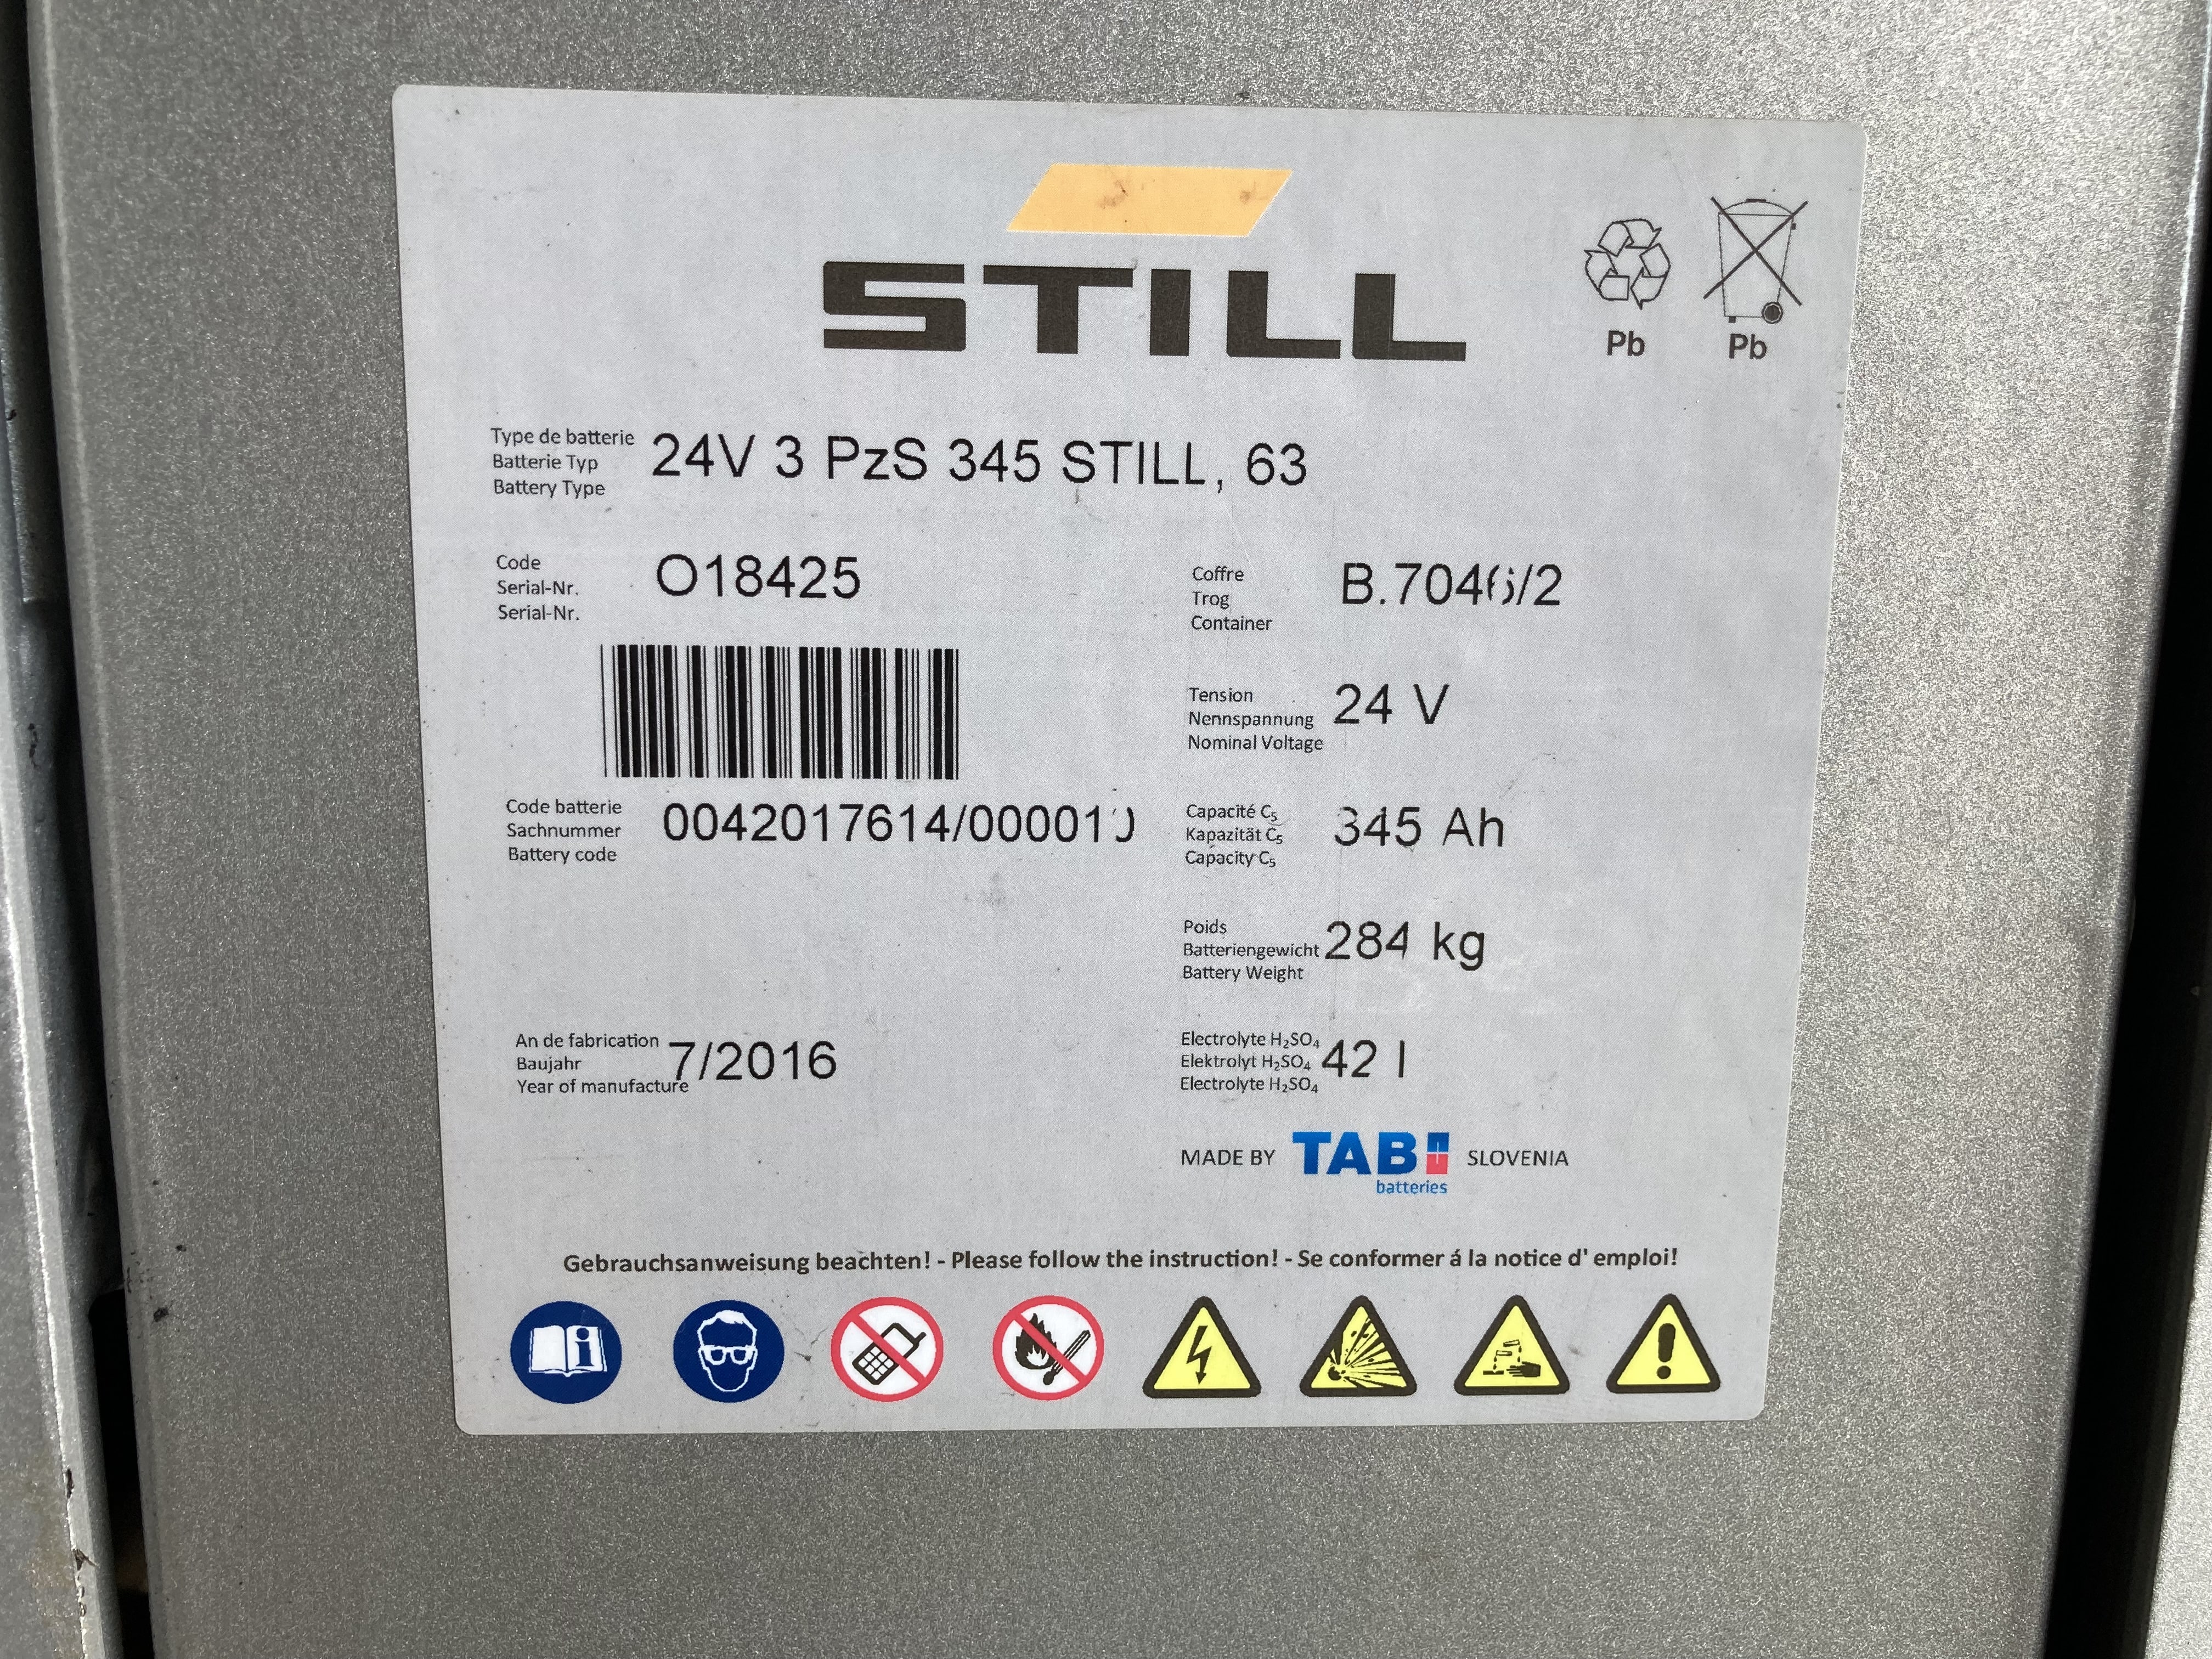 STILL
Pb Pb
Type de batterie
Batterie Typ
Battery Type
24V 3 PzS 345 STILL, 63
Code
Serial-Nr.
Serial-Nr.
O18425
Coffre
Trog
Container
B.7046/2
Tension
Nennspannung
Nominal Voltage
24 V
Code batterie
Sachnummer
Battery code
0042017614/000010
Capacité C₅
Kapazität C₅
Capacity C₅
345 Ah
Poids
Batteriengewicht
Battery Weight
284 kg
An de fabrication
Baujahr
Year of manufacture
7/2016
Electrolyte H₂SO₄
Elektrolyt H₂SO₄
Electrolyte H₂SO₄
42 l
MADE BY TAB batteries SLOVENIA
Gebrauchsanweisung beachten! - Please follow the instruction! - Se conformer á la notice d' emploi!